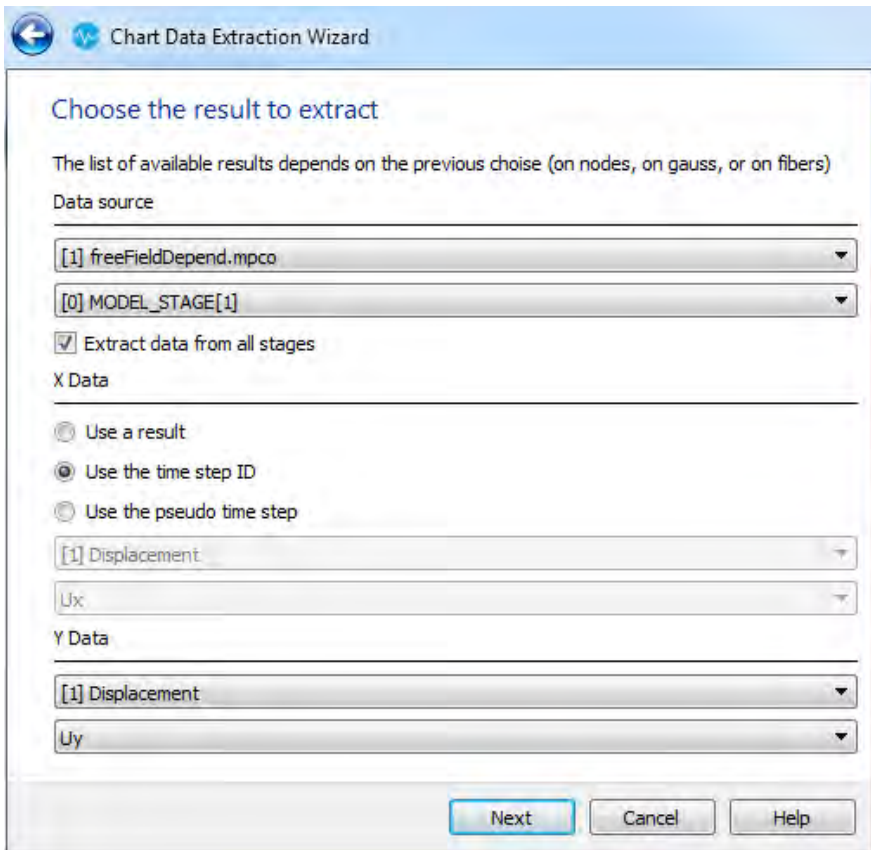 Chart Data Extraction Wizard
Choose the result to extract
The list of available results depends on the previous choise (on nodes, on gauss, or on fibers)
Data source
[1] freeFieldDepend.mpco
[0] MODEL_STAGE[1]
Extract data from all stages
X Data
Use a result
Use the time step ID
Use the pseudo time step
[1] Displacement
Ux
Y Data
[1] Displacement
Uy
Next Cancel Help